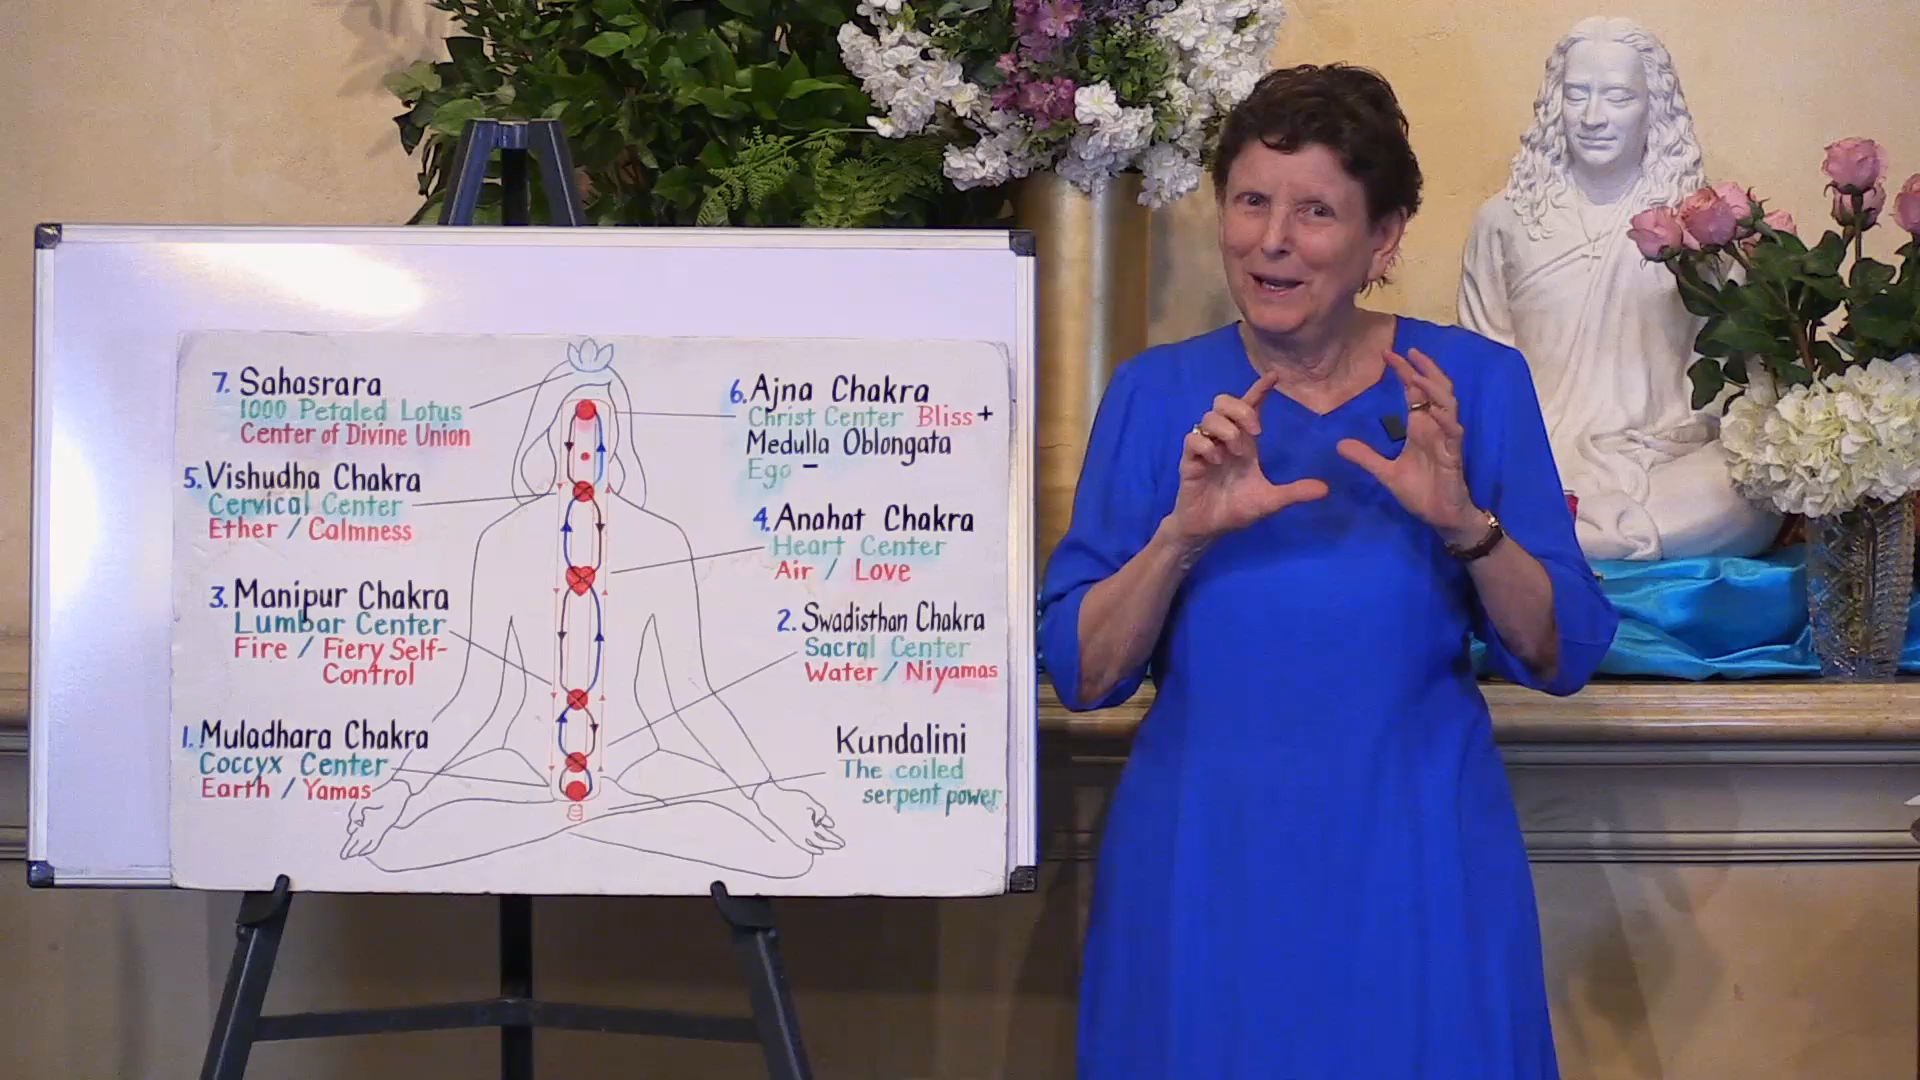 7. Sahasrara
1000 Petaled Lotus
Center of Divine Union
6. Ajna Chakra
Christ Center Bliss +
Medulla Oblongata
Ego -
5. Vishudha Chakra
Cervical Center
Ether / Calmness
4. Anahat Chakra
Heart Center
Air / Love
3. Manipur Chakra
Lumbar Center
Fire / Fiery Self-
Control
2. Swadisthan Chakra
Sacral Center
Water / Niyamas
1. Muladhara Chakra
Coccyx Center
Earth / Yamas
Kundalini
The coiled
serpent power